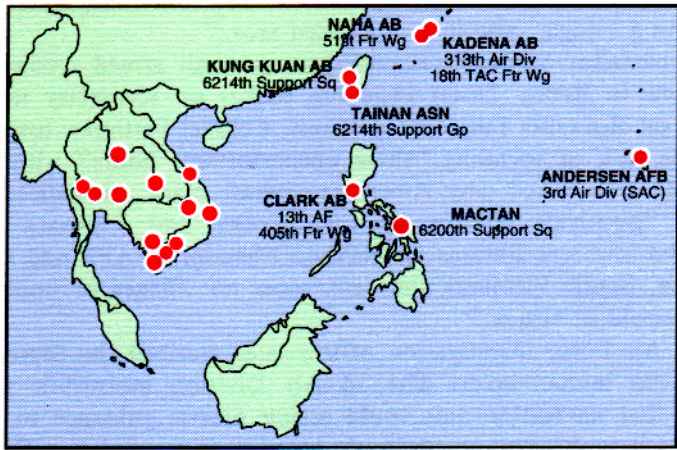 NAHA AB
51st Ftr Wg
KADENA AB
313th Air Div
18th TAC Ftr Wg
KUNG KUAN AB
6214th Support Sq
TAINAN ASN
6214th Support Gp
ANDERSEN AFB
3rd Air Div (SAC)
CLARK AB
13th AF
405th Ftr Wg
MACTAN
6200th Support Sq